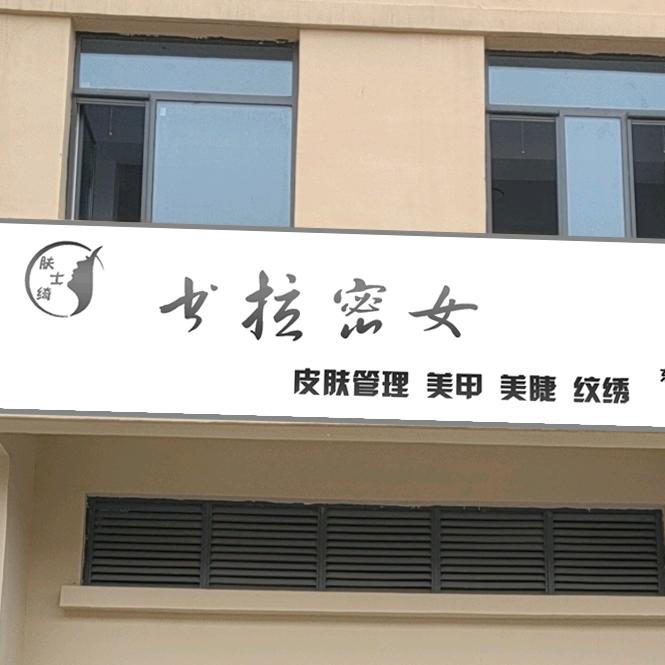 肤士绮
书拉密女
皮肤管理 美甲 美睫 纹绣